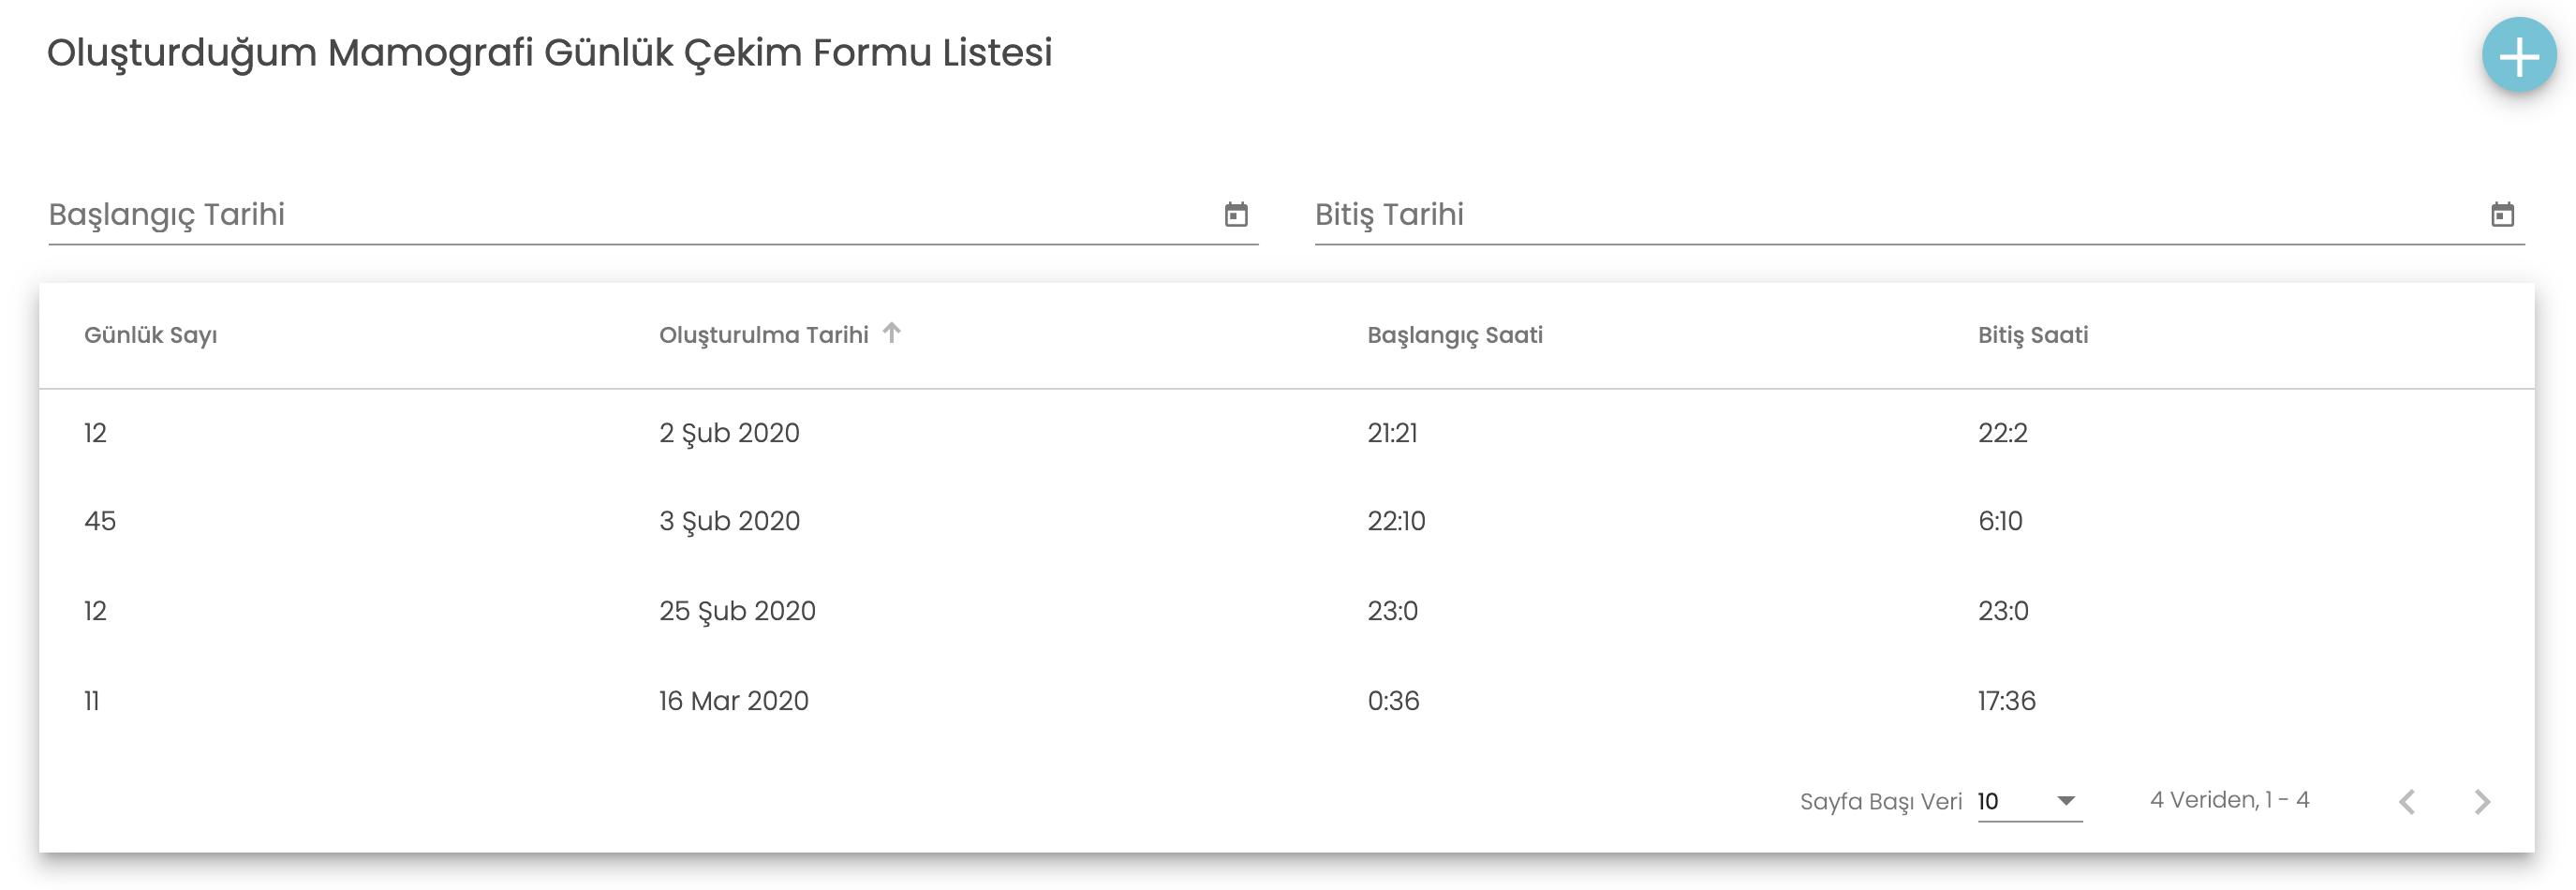 Oluşturduğum Mamografi Günlük Çekim Formu Listesi
Başlangıç Tarihi Bitiş Tarihi
Günlük Sayı Oluşturulma Tarihi Başlangıç Saati Bitiş Saati
12 2 Şub 2020 21:21 22:2
45 3 Şub 2020 22:10 6:10
12 25 Şub 2020 23:0 23:0
11 16 Mar 2020 0:36 17:36
Sayfa Başı Veri 10 4 Veriden, 1 - 4